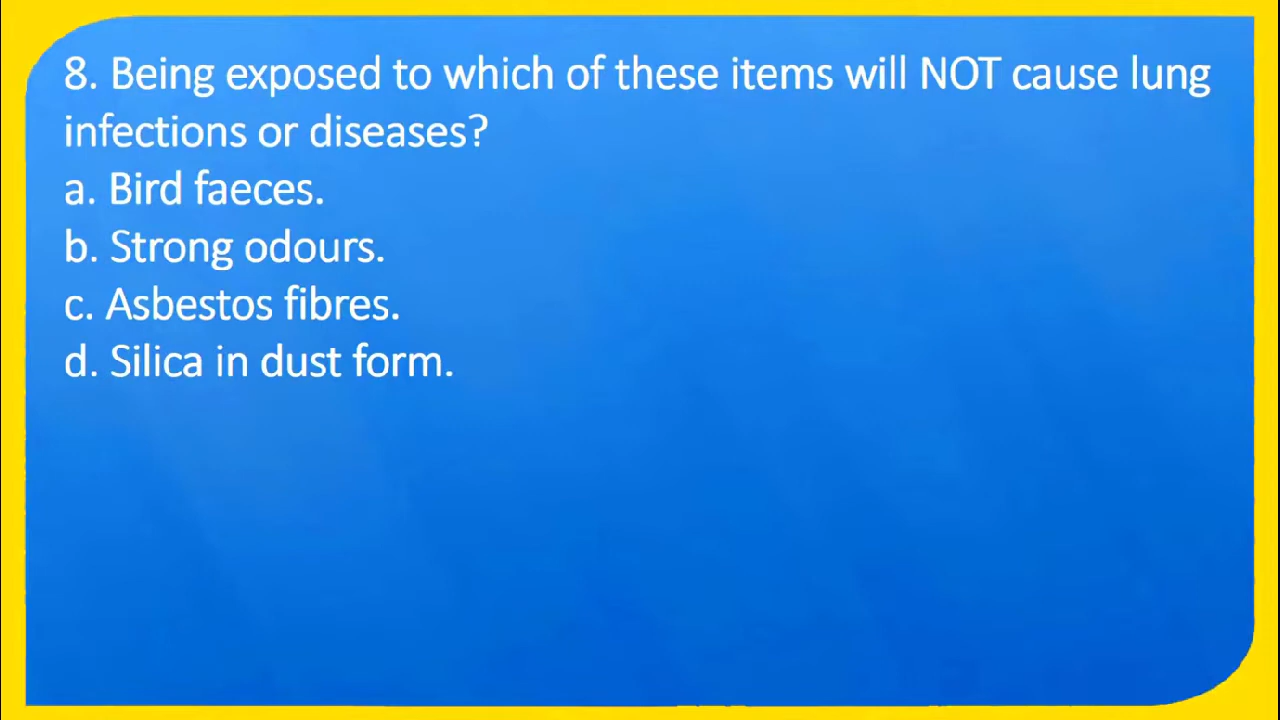 8. Being exposed to which of these items will NOT cause lung
infections or diseases?
a. Bird faeces.
b. Strong odours.
c. Asbestos fibres.
d. Silica in dust form.